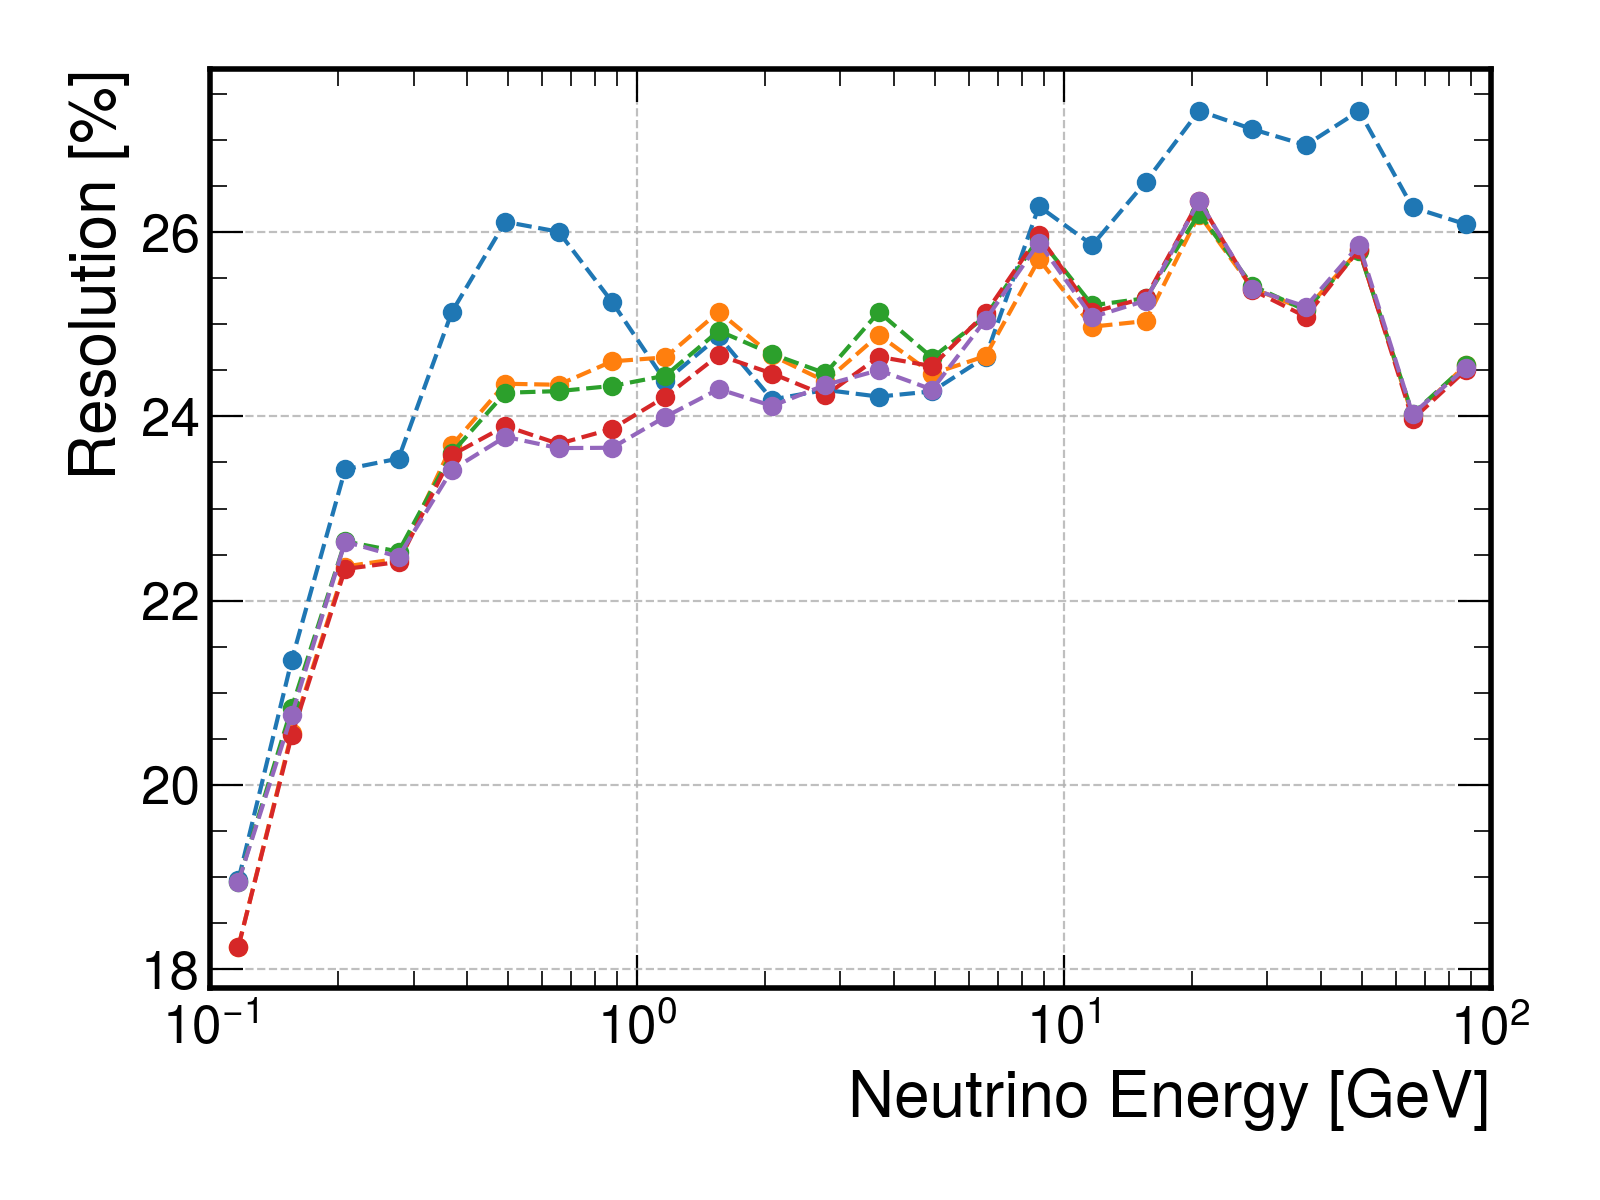 Resolution [%]
26
24
22
20
18
10⁻¹ 10⁰ 10¹ 10²
Neutrino Energy [GeV]